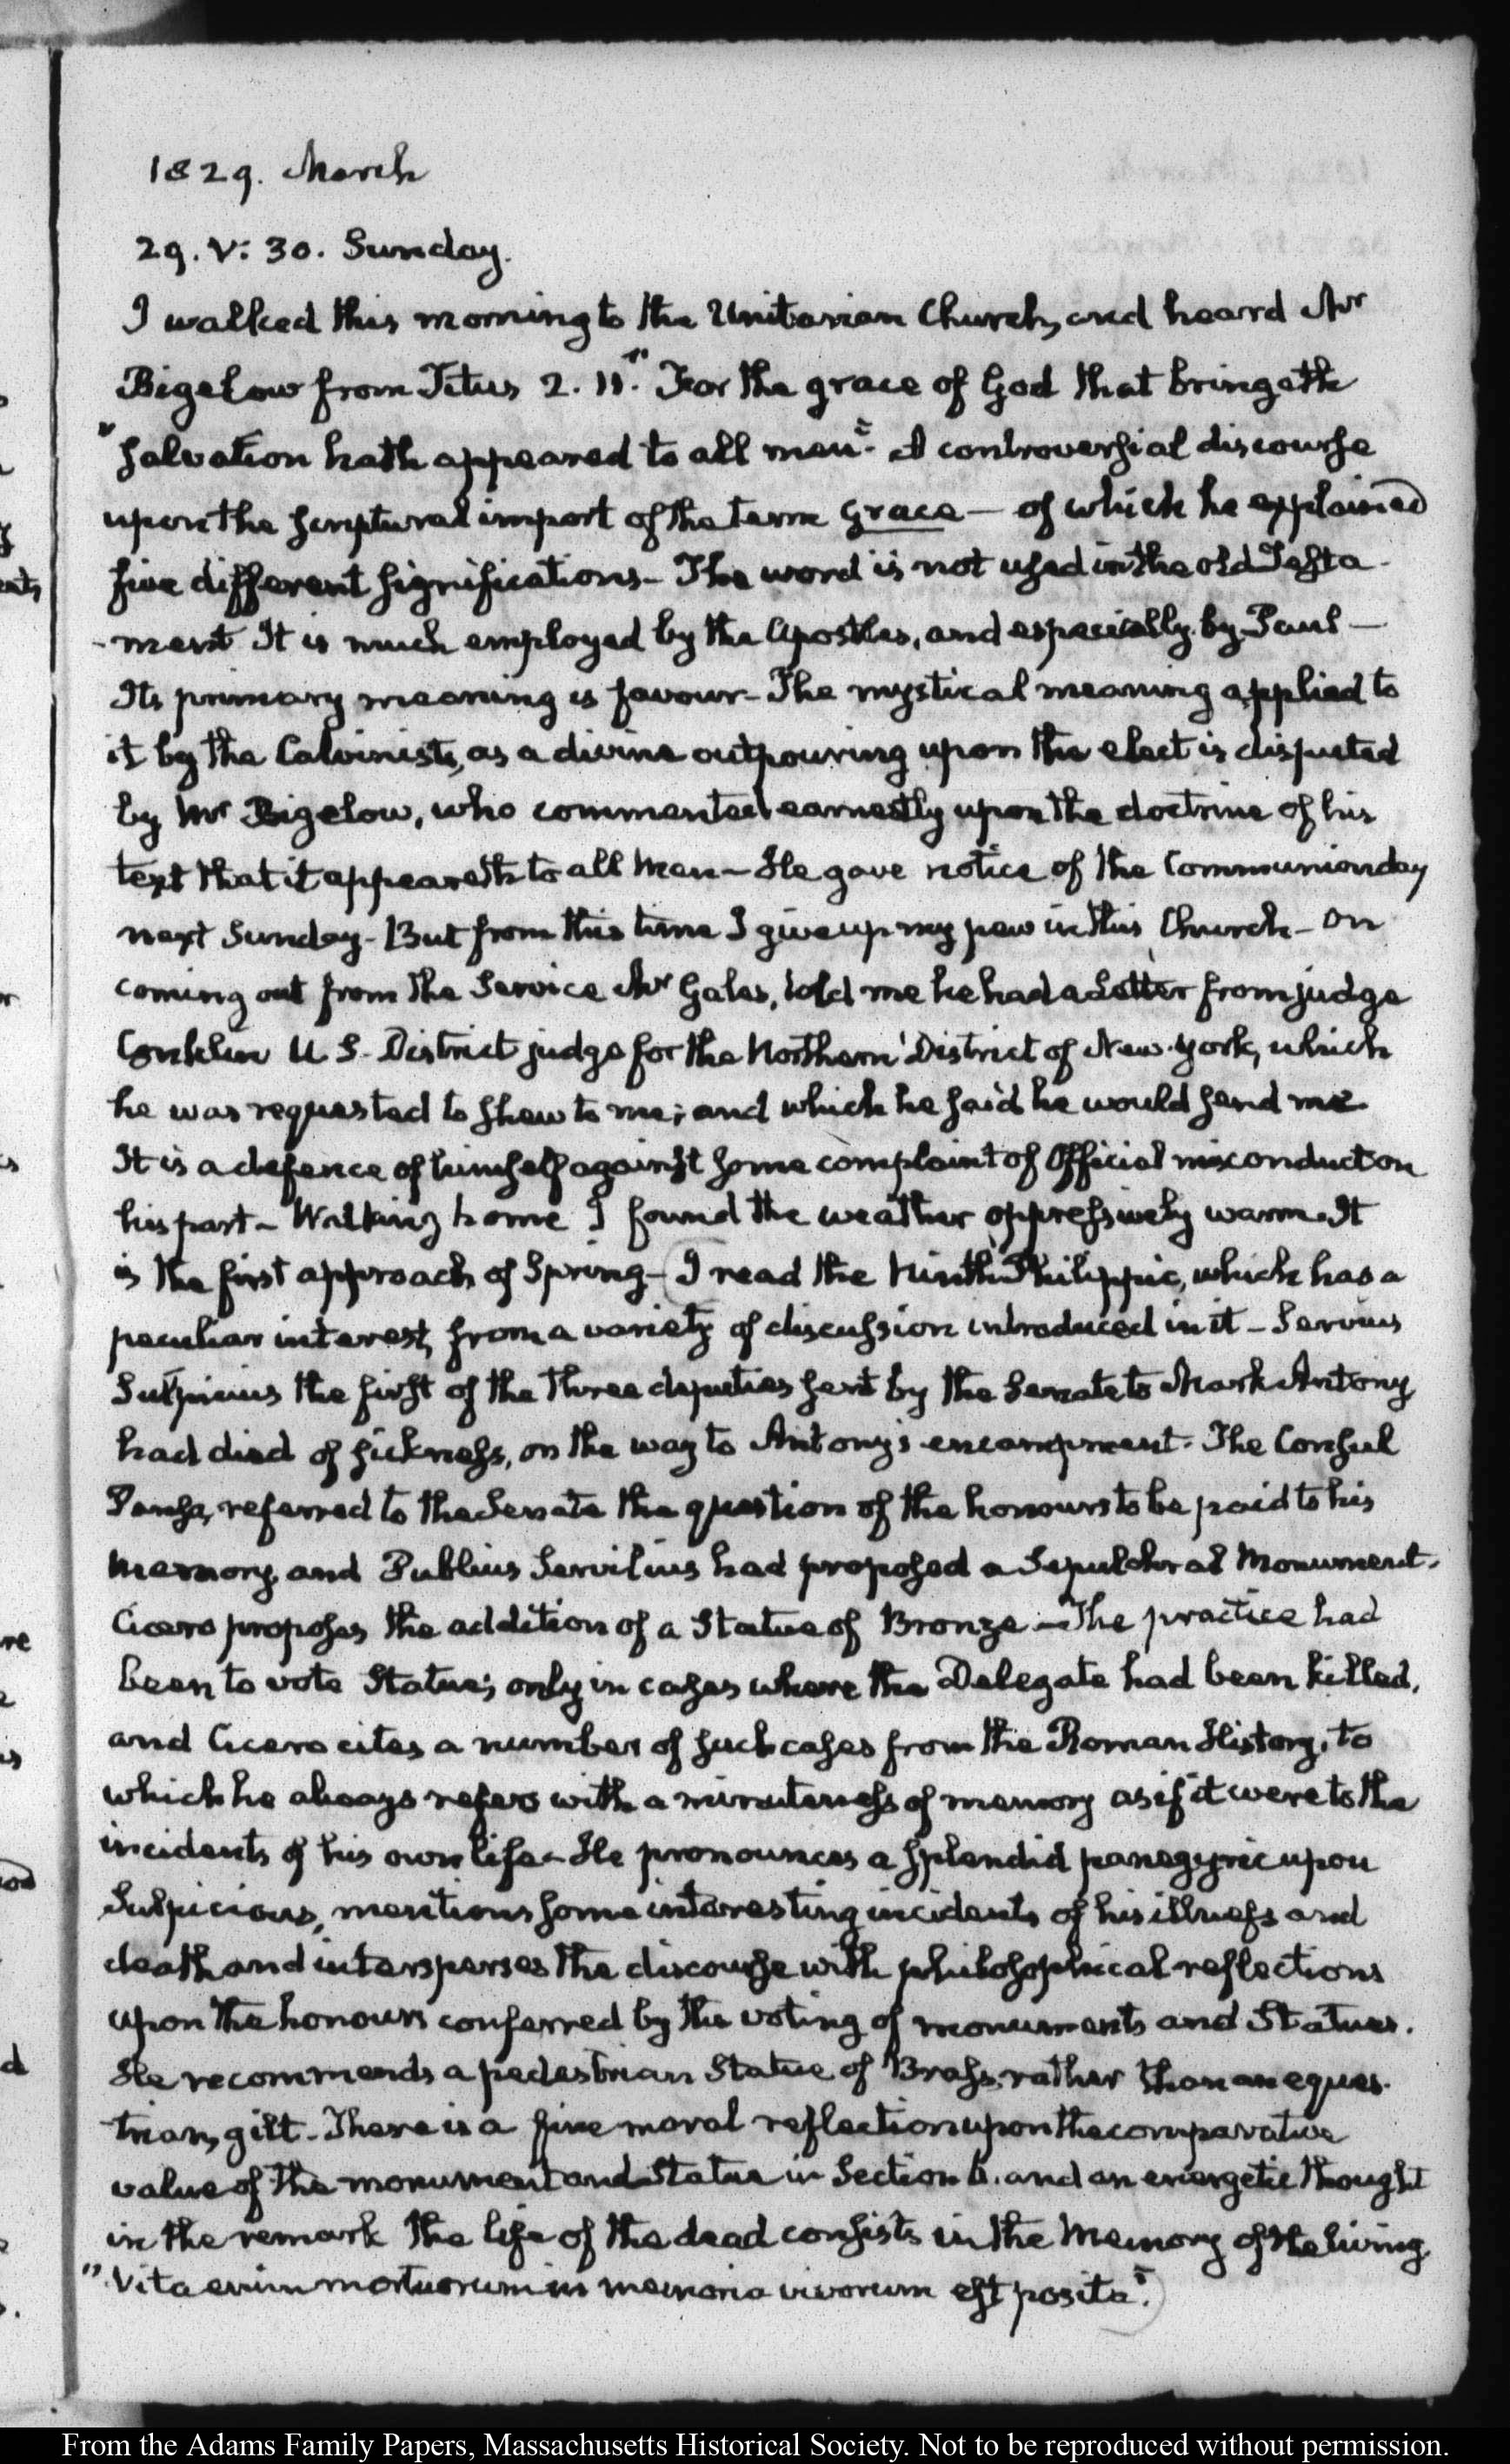 1829. March
29. V: 30. Sunday.
I walked this morning to the Unitarian Church, and heard Mr
Bigelow from Titus 2. 11. "For the grace of God that bringeth
"salvation hath appeared to all men". A controversial discourse
upon the scriptural import of the term grace — of which he explained
five different significations — The word is not used in the old Testa-
-ment It is much employed by the Apostles, and especially by Paul —
Its primary meaning is favour — The mystical meaning applied to
it by the Calvinists, as a divine outpouring upon the elect is disputed
by Mr Bigelow, who commented earnestly upon the doctrine of his
text that it appeareth to all men — He gave notice of the Communion day
next Sunday — But from this time I give up my pew in this Church — On
coming out from the Service Mr Gales, told me he had a Letter from judge
Conklin U S. District judge for the Northern District of New-York, which
he was requested to shew to me; and which he said he would send me
It is a defence of himself against some complaint of Official misconduct on
his part — Walking home I found the weather oppressively warm. It
is the first approach of Spring — (I read the Ninth Philippic, which has a
peculiar interest, from a variety of discussion introduced in it — Servius
Sulpicius the first of the three deputies sent by the Senate to Mark Antony
had died of sickness, on the way to Antony's encampment. The Consul
Pansa, referred to the Senate the question of the honours to be paid to his
memory, and Publius Servilius had proposed a Sepulchral Monument.
Cicero proposes the addition of a Statue of Bronze — The practice had
been to vote Statues only in cases where the Delegate had been killed,
and Cicero cites a number of such cases from the Roman History, to
which he always refers with a minuteness of memory as if it were to the
incidents of his own life — He pronounces a splendid panegyric upon
Sulpicious, mentions some interesting incidents of his illness and
death and intersperses the discourse with philosophical reflections
upon the honours conferred by the voting of monuments and Statues.
He recommends a pedestrian Statue of Brass, rather than an eques-
trian, gilt. There is a fine moral reflection upon the comparative
value of the monument and Statue in Section 6. and an energetic thought
in the remark the life of the dead consists in the Memory of the living,
"Vita enim mortuorum in memoria vivorum est posita".)
From the Adams Family Papers, Massachusetts Historical Society. Not to be reproduced without permission.